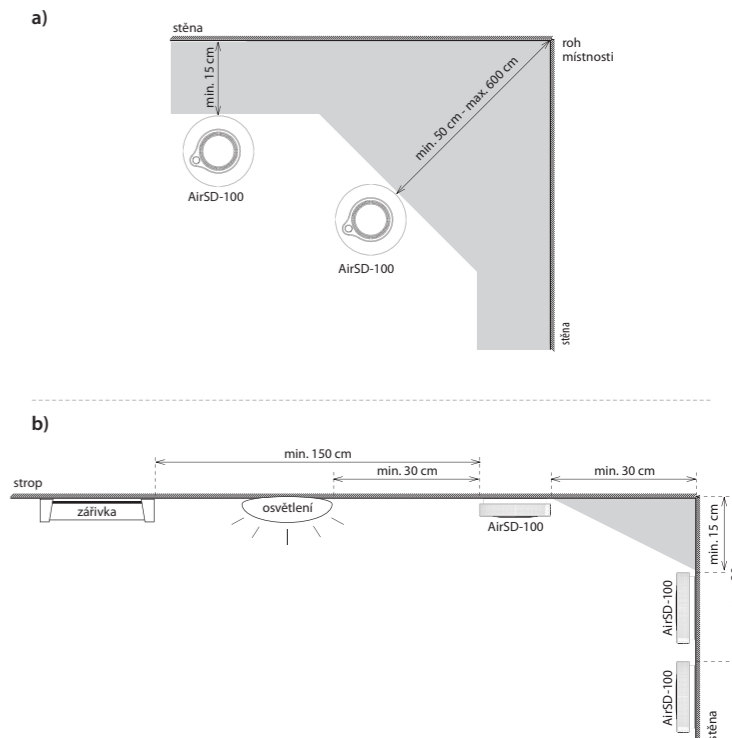 a)
stěna
roh
místnosti
min. 15 cm
min. 50 cm - max. 600 cm
AirSD-100
AirSD-100
stěna
b)
min. 150 cm
strop
min. 30 cm
min. 30 cm
zářivka
osvětlení
AirSD-100
min. 15 cm
AirSD-100
AirSD-100
stěna